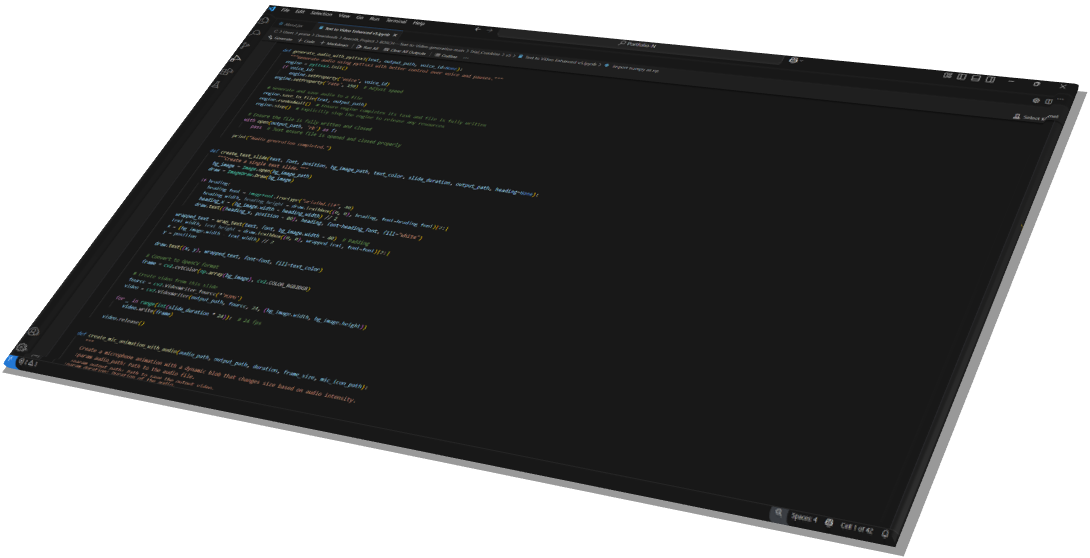 File Edit Selection View Go Run Terminal Help
Portfolio
Text to Video Enhanced v3.ipynb
Generate + Code + Markdown Run All Clear All Outputs Outline
def generate_audio_with_pyttsx3(text, output_path, voice_id=None):
"""Generate audio using pyttsx3 with better control over voice and pauses."""
engine = pyttsx3.init()
if voice_id:
engine.setProperty('voice', voice_id)
engine.setProperty('rate', 150) # Adjust speed
# Generate and save audio to a file
engine.save_to_file(text, output_path)
engine.runAndWait() # Ensure engine completes its task and file is fully written
engine.stop() # Explicitly stop the engine to release any resources
# Ensure the file is fully written and closed
with open(output_path, 'rb') as f:
pass # Just ensure file is opened and closed properly
print("Audio generation completed.")
def create_text_slide(text, font, position, bg_image_path, text_color, slide_duration, output_path, heading=None):
"""Create a single text slide."""
bg_image = Image.open(bg_image_path)
draw = ImageDraw.Draw(bg_image)
if heading:
heading_font = ImageFont.truetype("arialbd.ttf", 60)
heading_width, heading_height = draw.textbbox((0, 0), heading, font=heading_font)[2:]
heading_x = (bg_image.width - heading_width) // 2
draw.text((heading_x, position - 80), heading, font=heading_font, fill="white")
wrapped_text = wrap_text(text, font, bg_image.width - 40) # Padding
text_width, text_height = draw.textbbox((0, 0), wrapped_text, font=font)[2:]
x = (bg_image.width - text_width) // 2
y = position
draw.text((x, y), wrapped_text, font=font, fill=text_color)
# Convert to OpenCV format
frame = cv2.cvtColor(np.array(bg_image), cv2.COLOR_RGB2BGR)
# Create video from this slide
fourcc = cv2.VideoWriter_fourcc(*'MJPG')
video = cv2.VideoWriter(output_path, fourcc, 24, (bg_image.width, bg_image.height))
for _ in range(int(slide_duration * 24)): # 24 fps
video.write(frame)
video.release()
def create_mic_animation_with_audio(audio_path, output_path, duration, frame_size, mic_icon_path):
"""
Create a microphone animation with a dynamic blob that changes size based on audio intensity.
:param audio_path: Path to the audio file.
:param output_path: Path to save the output video.
:param duration: Duration of the audio.
Spaces: 4 Cell 1 of 42